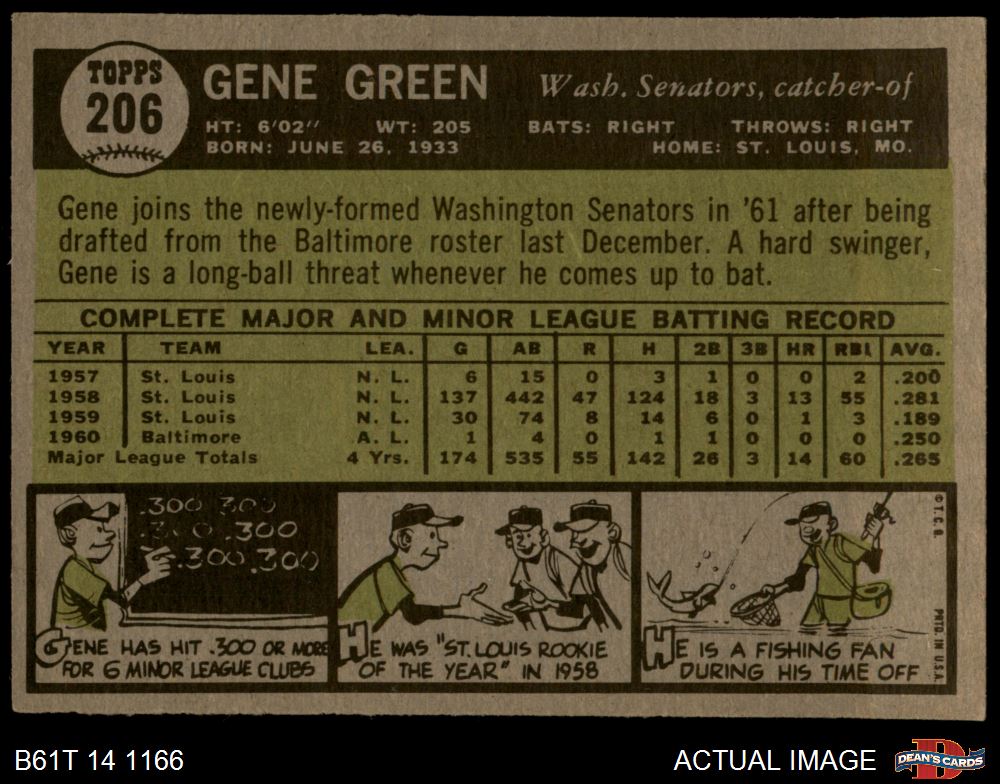 TOPPS
206
GENE GREEN
Wash. Senators, catcher-of
HT: 6'02" WT: 205 BATS: RIGHT THROWS: RIGHT
BORN: JUNE 26, 1933 HOME: ST. LOUIS, MO.
Gene joins the newly-formed Washington Senators in '61 after being
drafted from the Baltimore roster last December. A hard swinger,
Gene is a long-ball threat whenever he comes up to bat.
COMPLETE MAJOR AND MINOR LEAGUE BATTING RECORD
YEAR TEAM LEA. G AB R H 2B 3B HR RBI AVG.
1957 St. Louis N. L. 6 15 0 3 1 0 0 2 .200
1958 St. Louis N. L. 137 442 47 124 18 3 13 55 .281
1959 St. Louis N. L. 30 74 8 14 6 0 1 3 .189
1960 Baltimore A. L. 1 4 0 1 1 0 0 0 .250
Major League Totals 4 Yrs. 174 535 55 142 26 3 14 60 .265
.300 .300
.300 .300
.300 .300
GENE HAS HIT .300 OR MORE
FOR 6 MINOR LEAGUE CLUBS
HE WAS "ST. LOUIS ROOKIE
OF THE YEAR" IN 1958
HE IS A FISHING FAN
DURING HIS TIME OFF
© T.C.G.
PRTD. IN U.S.A.
B61T 14 1166
ACTUAL IMAGE
DEAN'S CARDS